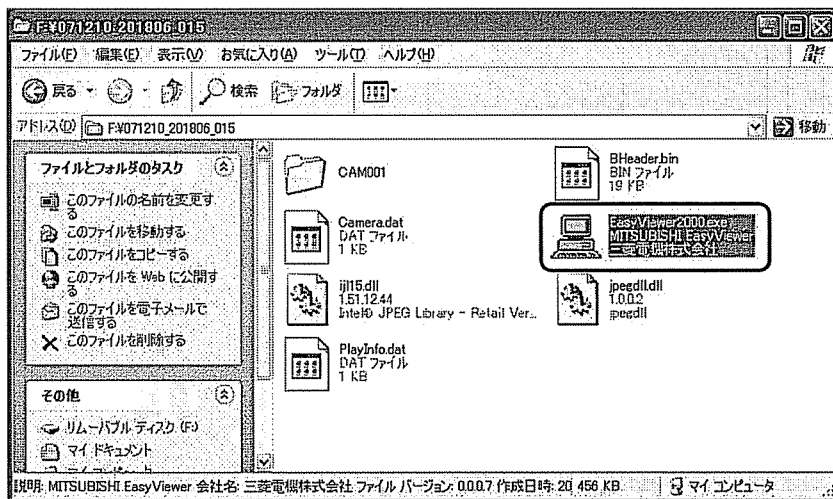 F:¥071210_201806_015
ファイル(F) 編集(E) 表示(V) お気に入り(A) ツール(T) ヘルプ(H)
戻る 検索 フォルダ
アドレス(D) F:¥071210_201806_015 移動
ファイルとフォルダのタスク
このファイルの名前を変更す
る
このファイルを移動する
このファイルをコピーする
このファイルを Web に公開す
る
このファイルを電子メールで
送信する
このファイルを削除する
その他
リムーバブル ディスク (F:)
マイ ドキュメント
マイ コンピュータ
CAM001
BHeader.bin
BIN ファイル
19 KB
Camera.dat
DAT ファイル
1 KB
EasyViewer2000.exe
MITSUBISHI EasyViewer
三菱電機株式会社
ijl15.dll
1.51.12.44
Intel® JPEG Library - Retail Ver...
jpegdll.dll
1.0.0.2
jpegdll
PlayInfo.dat
DAT ファイル
1 KB
説明: MITSUBISHI EasyViewer 会社名: 三菱電機株式会社 ファイル バージョン: 0.0.0.7 作成日時: 20 456 KB マイ コンピュータ